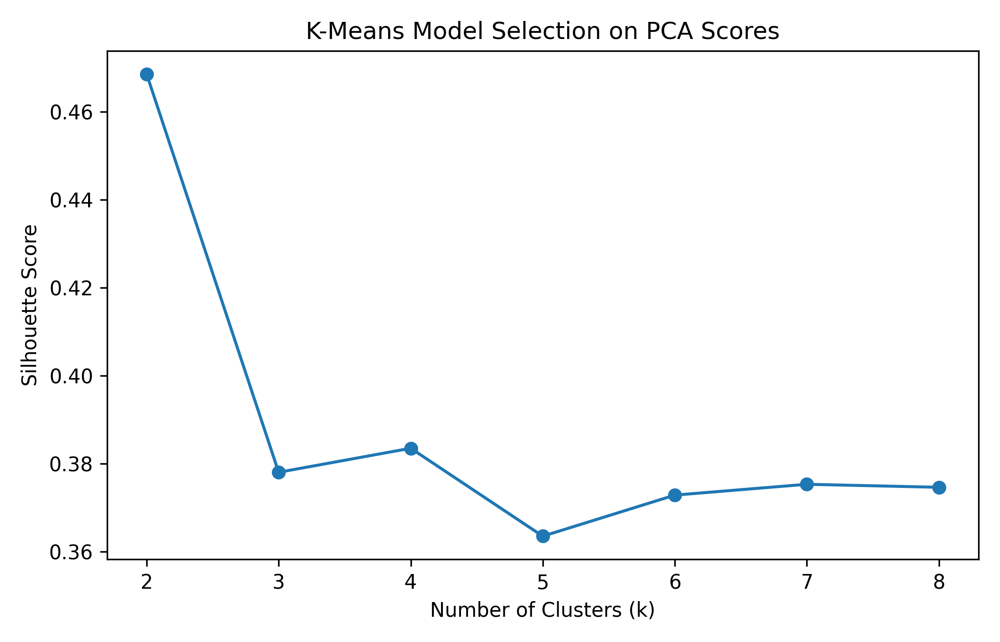 K-Means Model Selection on PCA Scores
Silhouette Score
0.46
0.44
0.42
0.40
0.38
0.36
2 3 4 5 6 7 8
Number of Clusters (k)